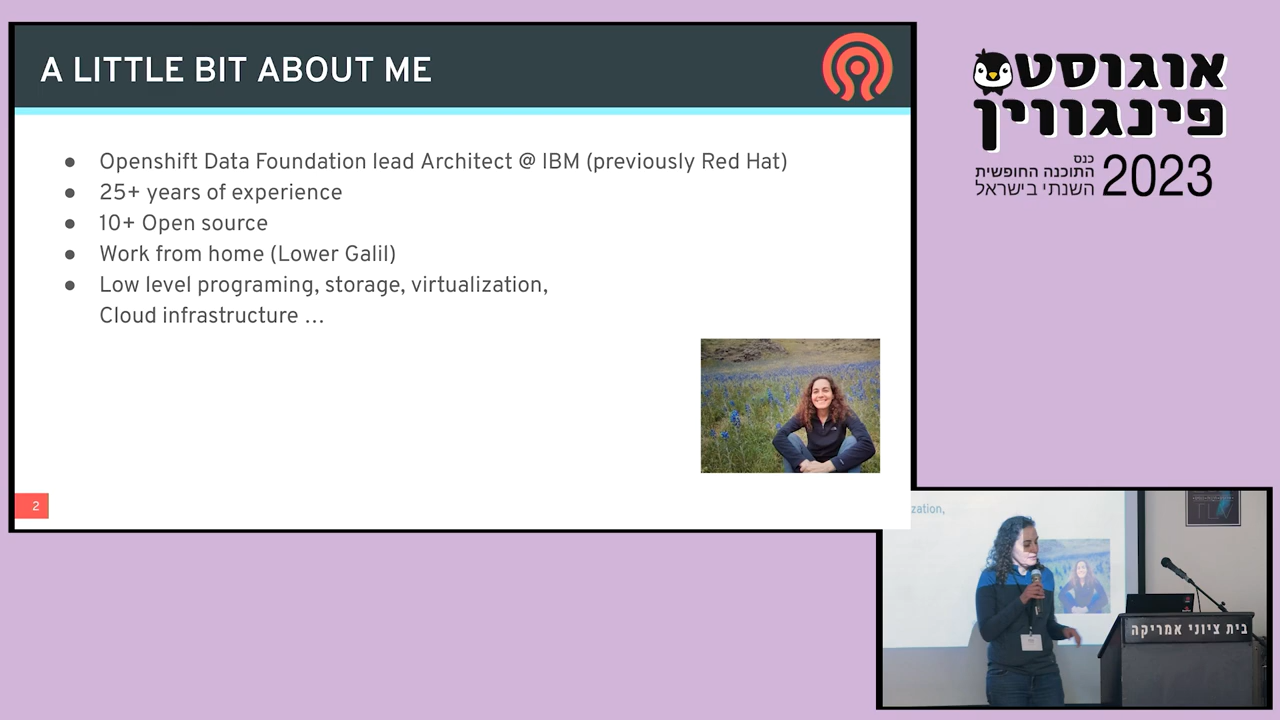 A LITTLE BIT ABOUT ME
● Openshift Data Foundation lead Architect @ IBM (previously Red Hat)
● 25+ years of experience
● 10+ Open source
● Work from home (Lower Galil)
● Low level programing, storage, virtualization,
Cloud infrastructure …
2
אוגוסט
פינגווין
כנס
התוכנה החופשית
השנתי בישראל
2023
zation,
TLV
בית ציוני אמריקה